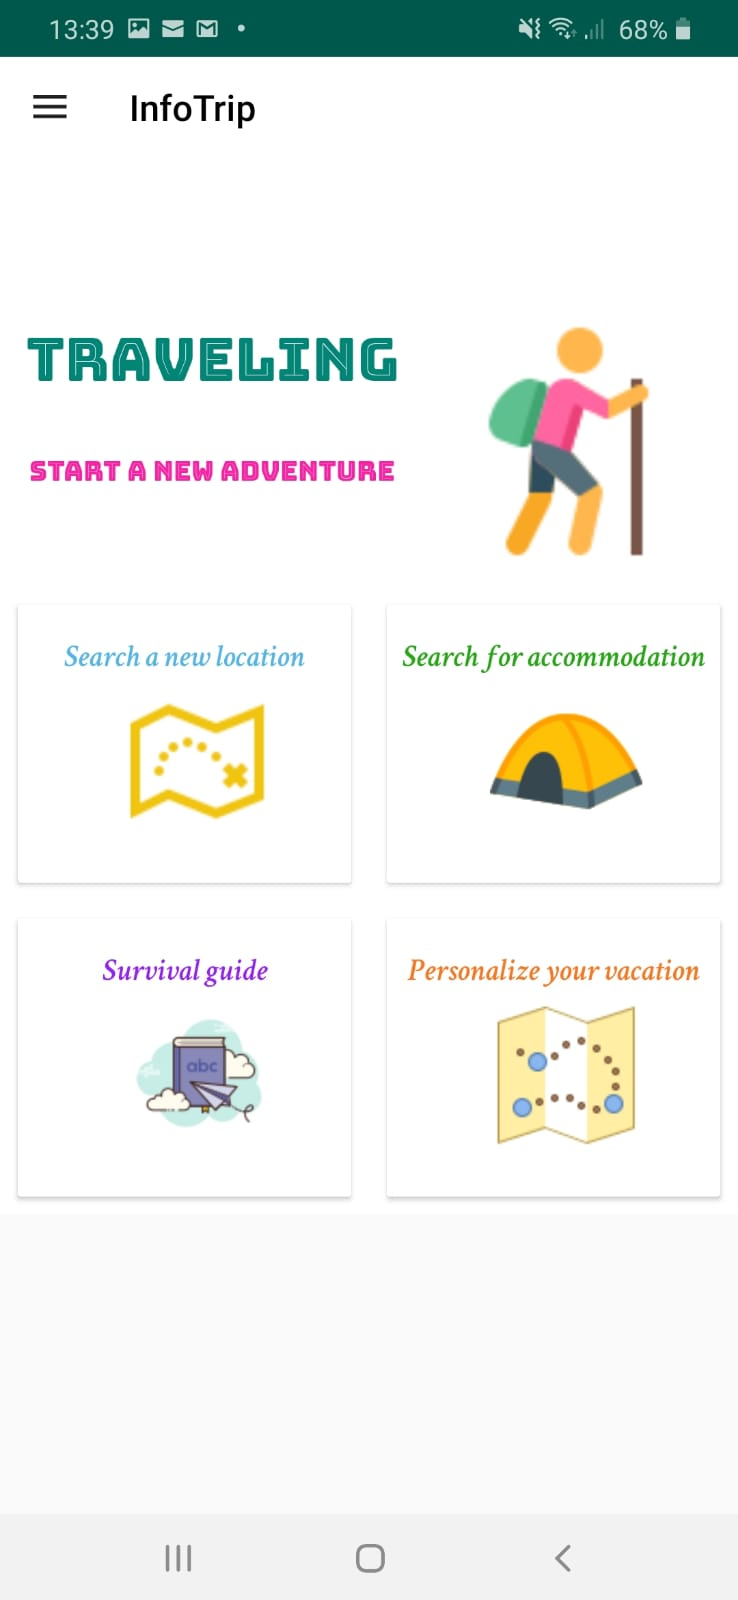 13:39
68%
InfoTrip
TRAVELING
START A NEW ADVENTURE
Search a new location
Search for accommodation
Survival guide
abc
Personalize your vacation